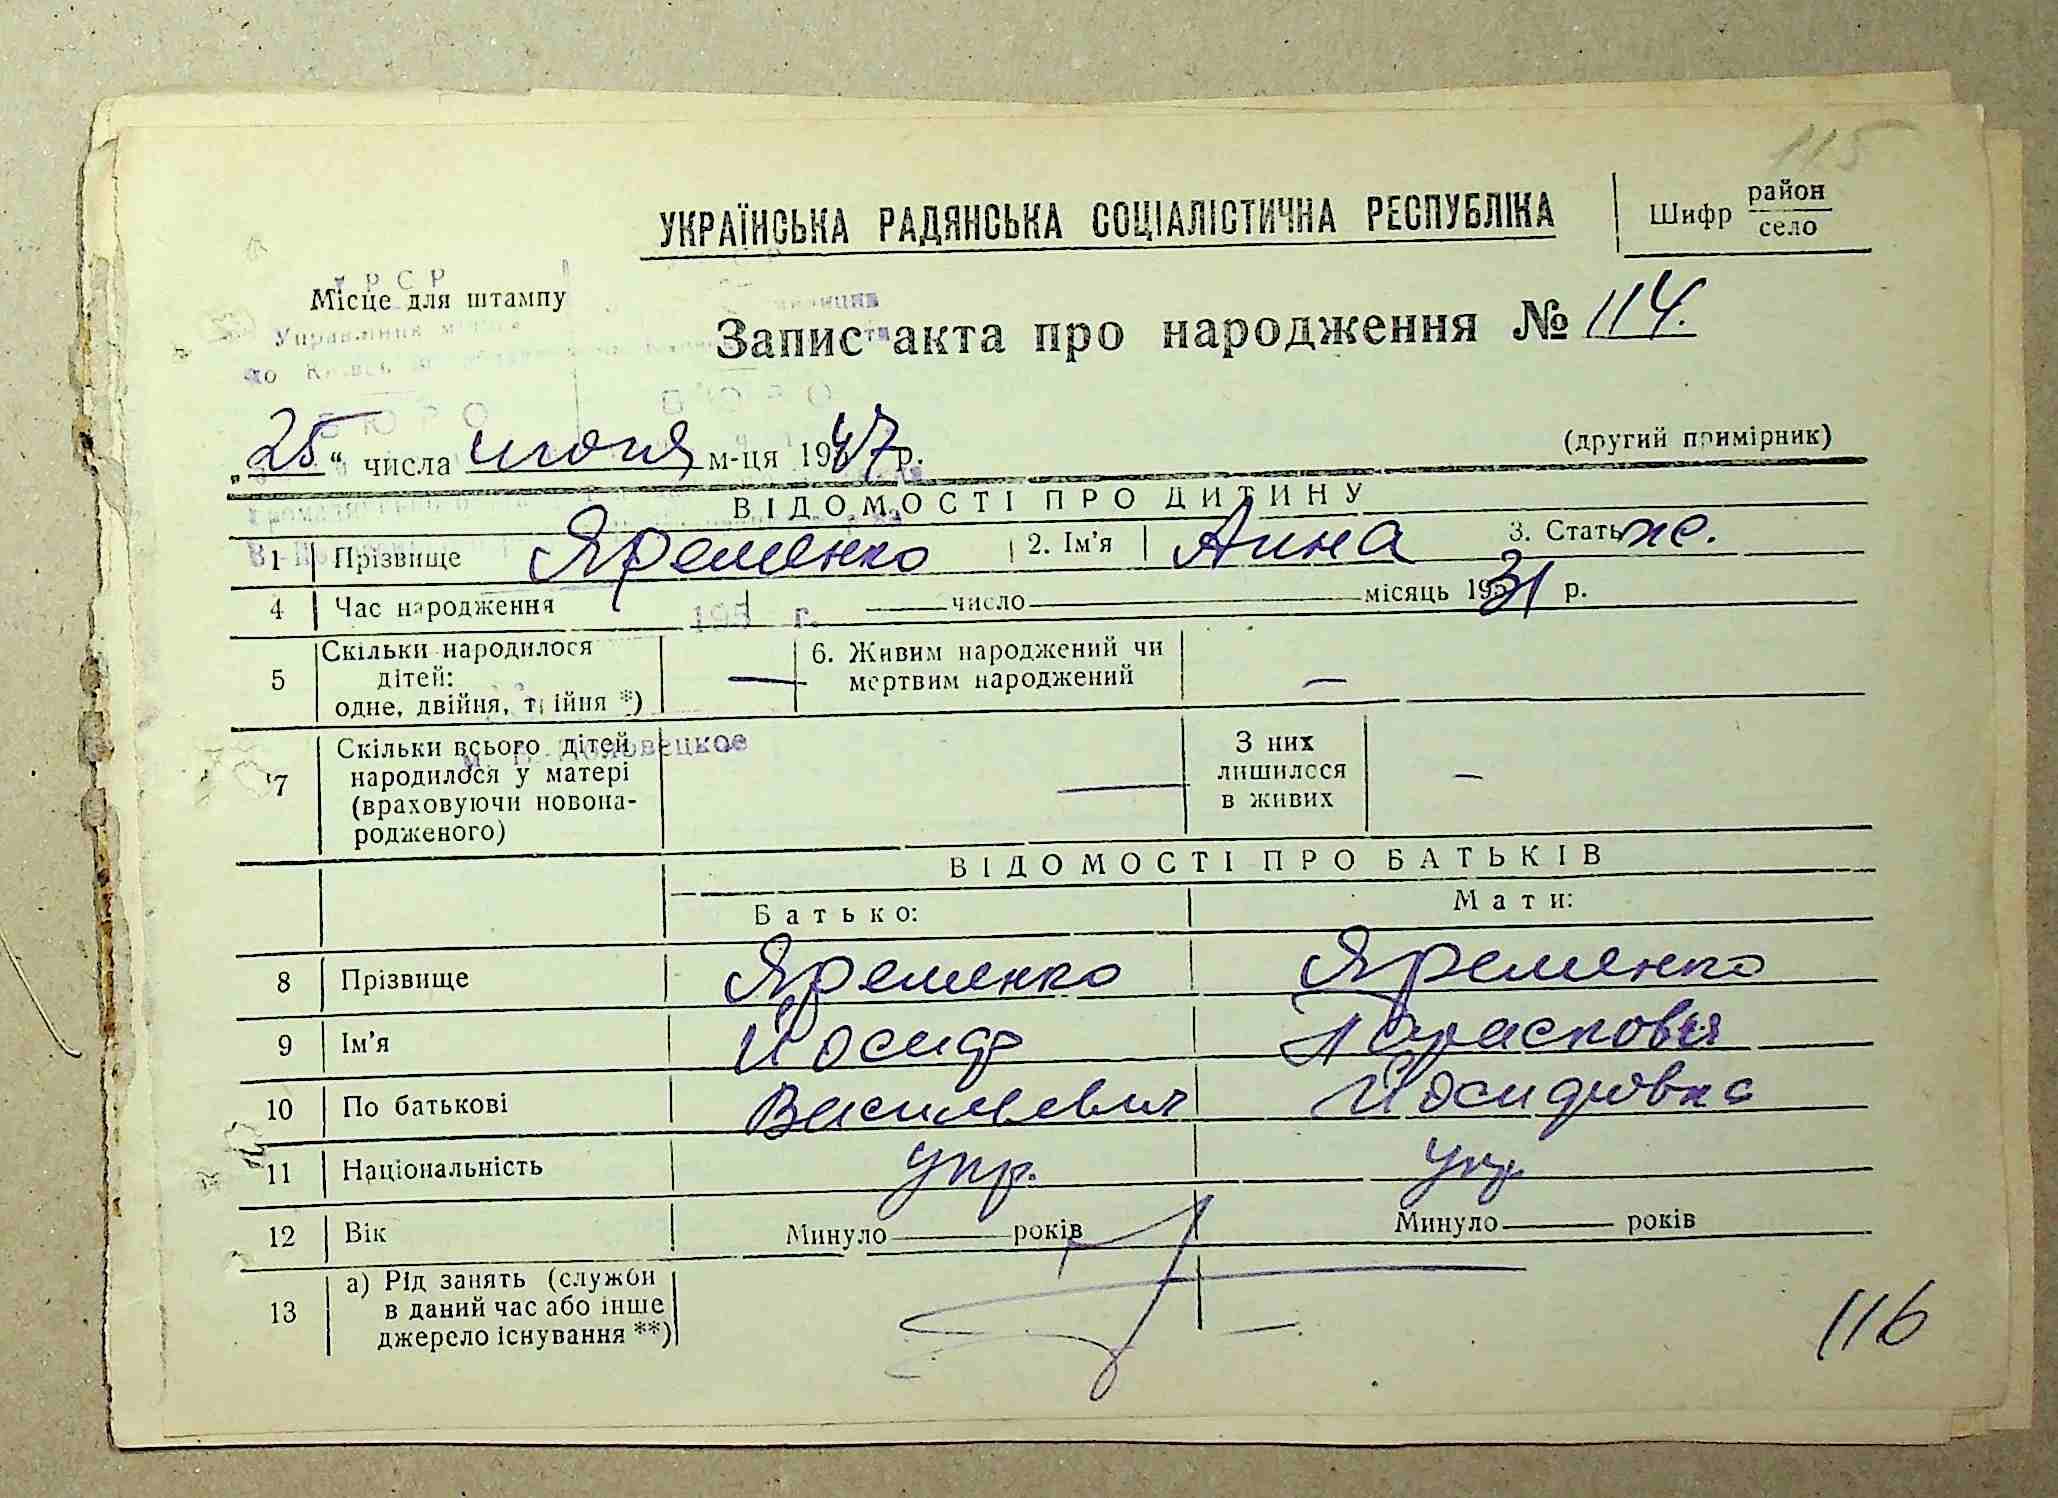 115
УКРАЇНСЬКА РАДЯНСЬКА СОЦІАЛІСТИЧНА РЕСПУБЛІКА
Шифр район
село
УРСР
Місце для штампу
Запис акта про народження № 114.
„25“ числа июня м-ця 1947 р.
(другий примірник)
ВІДОМОСТІ ПРО ДИТИНУ
1 Прізвище Яременко 2. Ім'я Анна 3. Стать ж.
4 Час народження 195 г. — число — місяць 1931 р.
5 Скільки народилося дітей: одне, двійня, трійня *) — 6. Живим народжений чи мертвим народжений —
7 Скільки всього дітей народилося у матері (враховуючи новонародженого) — З них лишилося в живих —
ВІДОМОСТІ ПРО БАТЬКІВ
Батько: Мати:
8 Прізвище Яременко Яременко
9 Ім'я Йосиф Парасковья
10 По батькові Васильевич Йосифовна
11 Національність укр. укр
12 Вік Минуло — років Минуло — років
13 а) Рід занять (служби в даний час або інше джерело існування **) —
116